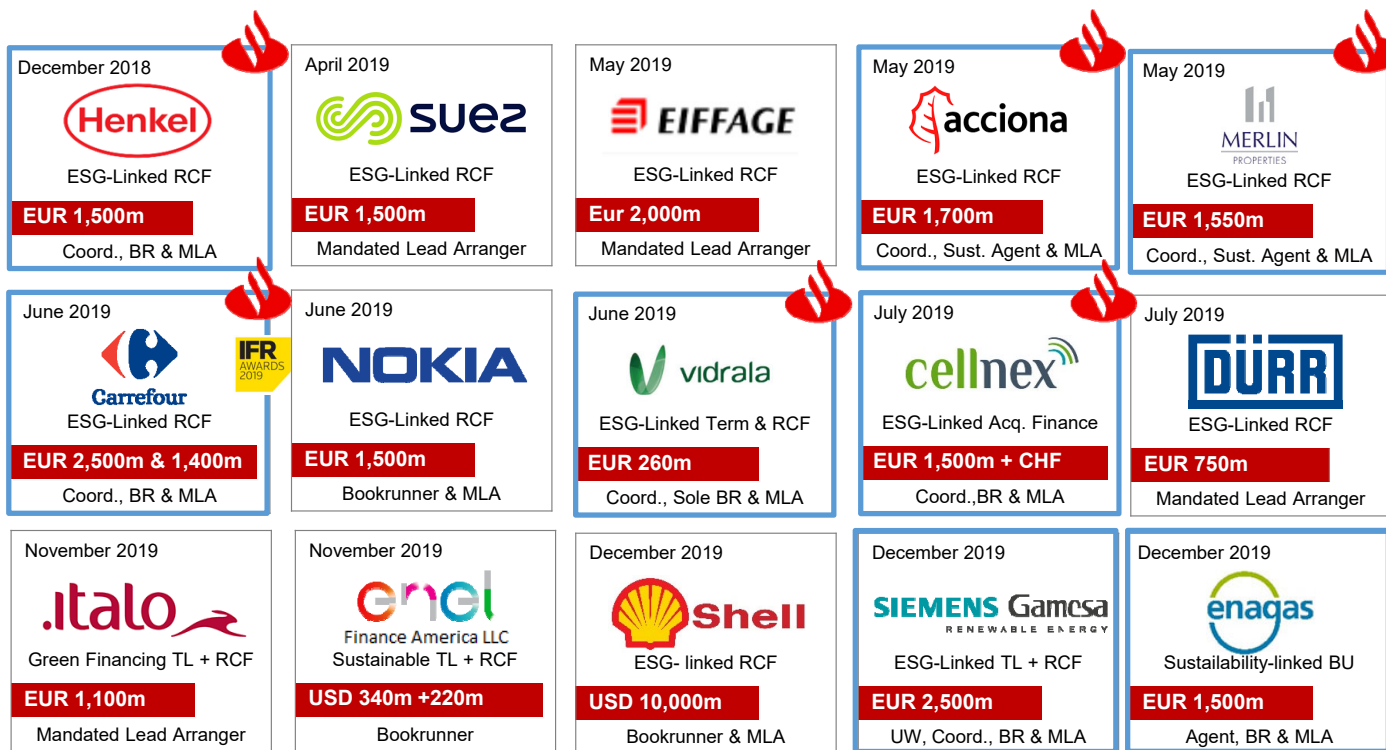 December 2018
Henkel
ESG-Linked RCF
EUR 1,500m
Coord., BR & MLA
April 2019
suez
ESG-Linked RCF
EUR 1,500m
Mandated Lead Arranger
May 2019
EIFFAGE
ESG-Linked RCF
Eur 2,000m
Mandated Lead Arranger
May 2019
acciona
ESG-Linked RCF
EUR 1,700m
Coord., Sust. Agent & MLA
May 2019
MERLIN
PROPERTIES
ESG-Linked RCF
EUR 1,550m
Coord., Sust. Agent & MLA
June 2019
Carrefour
IFR
AWARDS
2019
ESG-Linked RCF
EUR 2,500m & 1,400m
Coord., BR & MLA
June 2019
NOKIA
ESG-Linked RCF
EUR 1,500m
Bookrunner & MLA
June 2019
vidrala
ESG-Linked Term & RCF
EUR 260m
Coord., Sole BR & MLA
July 2019
cellnex
ESG-Linked Acq. Finance
EUR 1,500m + CHF
Coord.,BR & MLA
July 2019
DÜRR
ESG-Linked RCF
EUR 750m
Mandated Lead Arranger
November 2019
.italo
Green Financing TL + RCF
EUR 1,100m
Mandated Lead Arranger
November 2019
enel
Finance America LLC
Sustainable TL + RCF
USD 340m +220m
Bookrunner
December 2019
Shell
ESG- linked RCF
USD 10,000m
Bookrunner & MLA
December 2019
SIEMENS Gamesa
RENEWABLE ENERGY
ESG-Linked TL + RCF
EUR 2,500m
UW, Coord., BR & MLA
December 2019
enagas
Sustailability-linked BU
EUR 1,500m
Agent, BR & MLA